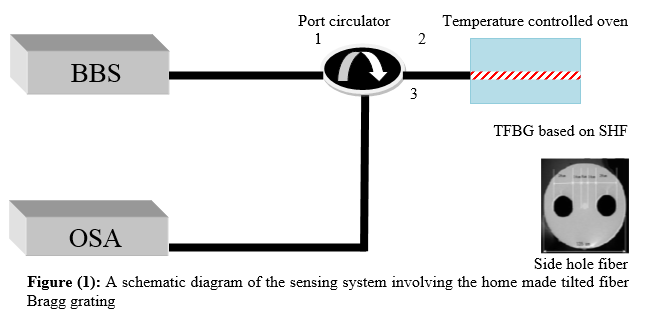 Port circulator
Temperature controlled oven
1
2
BBS
3
TFBG based on SHF
OSA
Side hole fiber
Figure (1): A schematic diagram of the sensing system involving the home made tilted fiber
Bragg grating